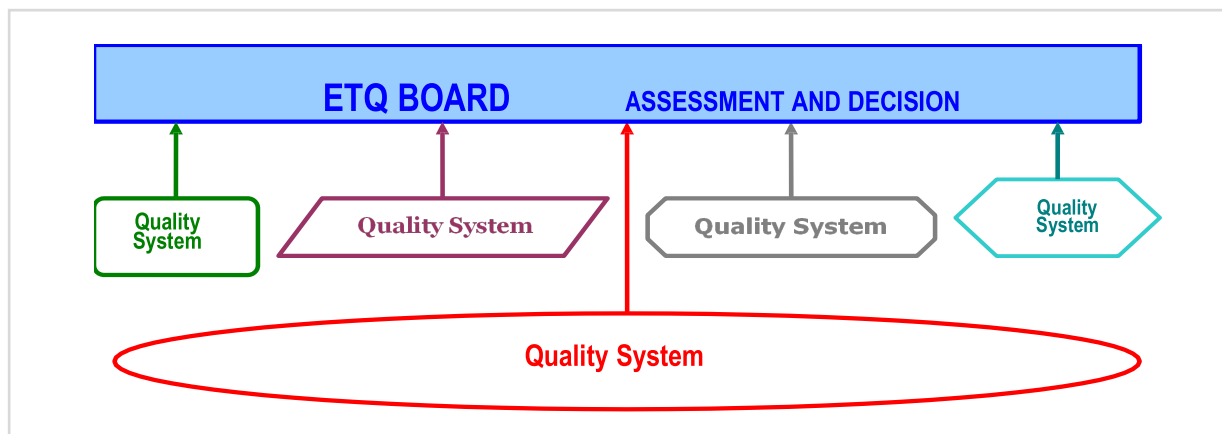 ETQ BOARD ASSESSMENT AND DECISION
Quality
System
Quality System
Quality System
Quality
System
Quality System